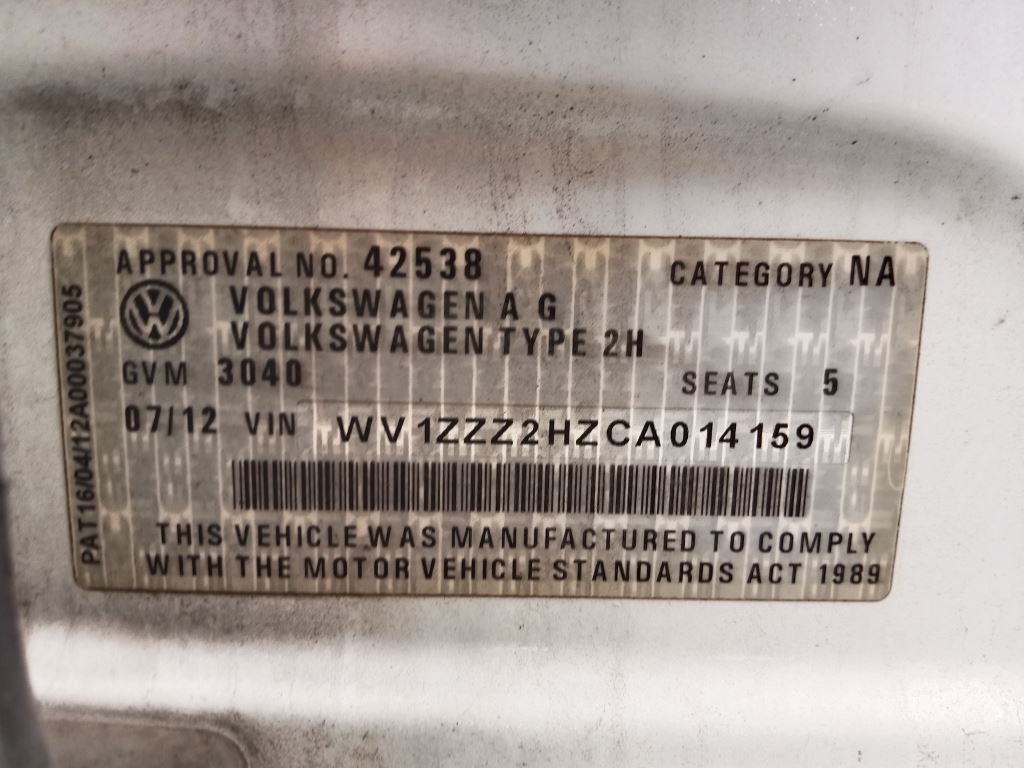 APPROVAL NO. 42538 CATEGORY NA
VOLKSWAGEN A G
VOLKSWAGEN TYPE 2H
GVM 3040 SEATS 5
07/12 VIN WV1ZZZ2HZCA014159
THIS VEHICLE WAS MANUFACTURED TO COMPLY
WITH THE MOTOR VEHICLE STANDARDS ACT 1989
PAT16/04/12A00037905